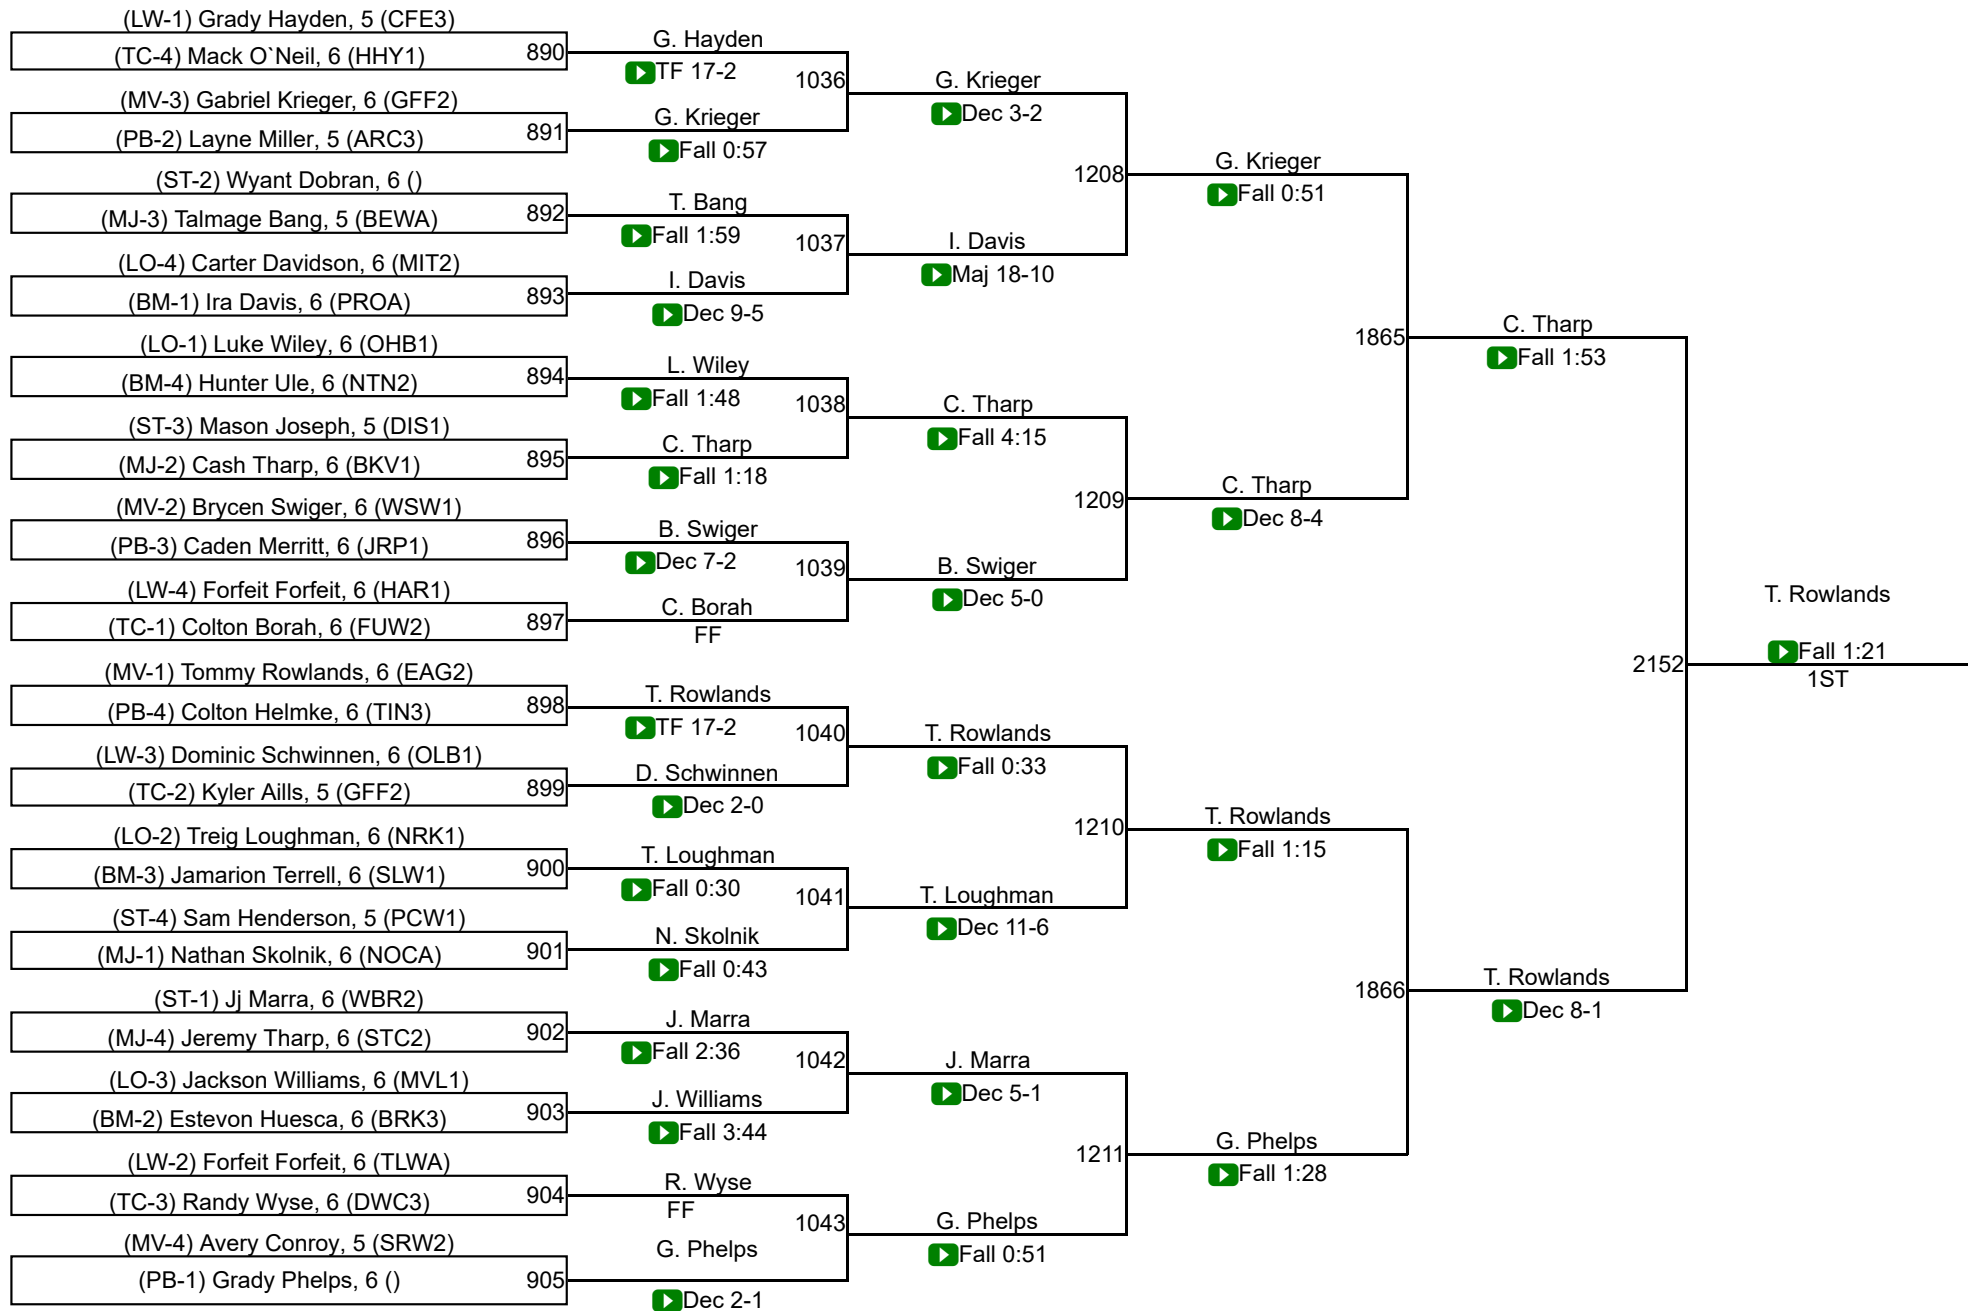 (LW-1) Grady Hayden, 5 (CFE3)
(TC-4) Mack O`Neil, 6 (HHY1)
890
(MV-3) Gabriel Krieger, 6 (GFF2)
(PB-2) Layne Miller, 5 (ARC3)
891
(ST-2) Wyant Dobran, 6 ()
(MJ-3) Talmage Bang, 5 (BEWA)
892
(LO-4) Carter Davidson, 6 (MIT2)
(BM-1) Ira Davis, 6 (PROA)
893
(LO-1) Luke Wiley, 6 (OHB1)
(BM-4) Hunter Ule, 6 (NTN2)
894
(ST-3) Mason Joseph, 5 (DIS1)
(MJ-2) Cash Tharp, 6 (BKV1)
895
(MV-2) Brycen Swiger, 6 (WSW1)
(PB-3) Caden Merritt, 6 (JRP1)
896
(LW-4) Forfeit Forfeit, 6 (HAR1)
(TC-1) Colton Borah, 6 (FUW2)
897
(MV-1) Tommy Rowlands, 6 (EAG2)
(PB-4) Colton Helmke, 6 (TIN3)
898
(LW-3) Dominic Schwinnen, 6 (OLB1)
(TC-2) Kyler Aills, 5 (GFF2)
899
(LO-2) Treig Loughman, 6 (NRK1)
(BM-3) Jamarion Terrell, 6 (SLW1)
900
(ST-4) Sam Henderson, 5 (PCW1)
(MJ-1) Nathan Skolnik, 6 (NOCA)
901
(ST-1) Jj Marra, 6 (WBR2)
(MJ-4) Jeremy Tharp, 6 (STC2)
902
(LO-3) Jackson Williams, 6 (MVL1)
(BM-2) Estevon Huesca, 6 (BRK3)
903
(LW-2) Forfeit Forfeit, 6 (TLWA)
(TC-3) Randy Wyse, 6 (DWC3)
904
(MV-4) Avery Conroy, 5 (SRW2)
(PB-1) Grady Phelps, 6 ()
905
G. Hayden
TF 17-2
1036
G. Krieger
Fall 0:57
T. Bang
Fall 1:59
1037
I. Davis
Dec 9-5
L. Wiley
Fall 1:48
1038
C. Tharp
Fall 1:18
B. Swiger
Dec 7-2
1039
C. Borah
FF
T. Rowlands
TF 17-2
1040
D. Schwinnen
Dec 2-0
T. Loughman
Fall 0:30
1041
N. Skolnik
Fall 0:43
J. Marra
Fall 2:36
1042
J. Williams
Fall 3:44
R. Wyse
FF
1043
G. Phelps
Dec 2-1
G. Krieger
Dec 3-2
1208
I. Davis
Maj 18-10
C. Tharp
Fall 4:15
1209
B. Swiger
Dec 5-0
T. Rowlands
Fall 0:33
1210
T. Loughman
Dec 11-6
J. Marra
Dec 5-1
1211
G. Phelps
Fall 0:51
G. Krieger
Fall 0:51
1865
C. Tharp
Dec 8-4
T. Rowlands
Fall 1:15
1866
G. Phelps
Fall 1:28
C. Tharp
Fall 1:53
2152
T. Rowlands
Dec 8-1
T. Rowlands
Fall 1:21
1ST